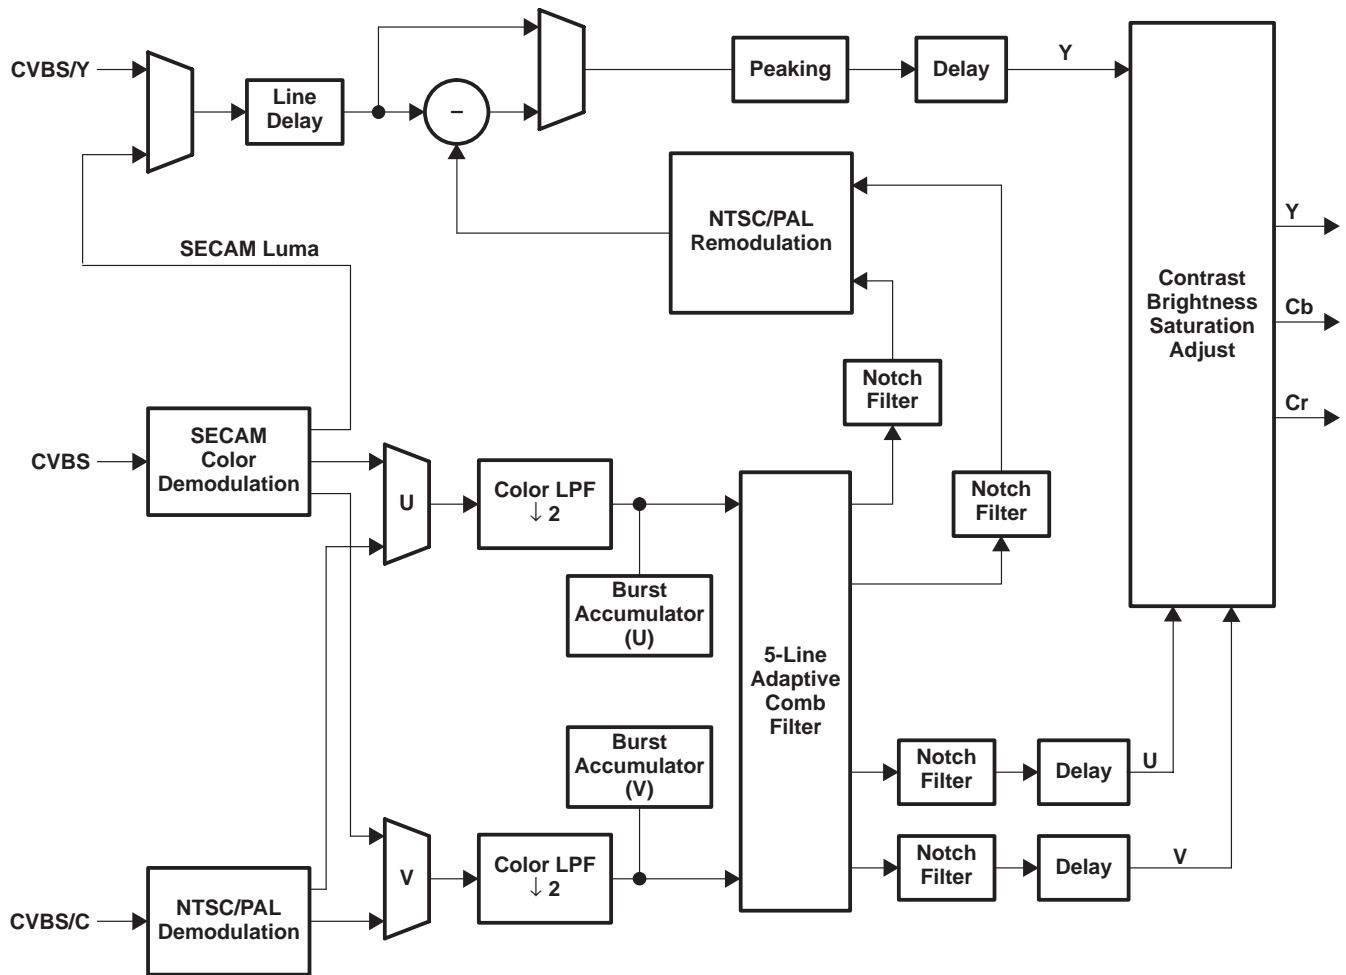 CVBS/Y
Line
Delay
–
Peaking
Delay
Y
NTSC/PAL
Remodulation
SECAM Luma
Contrast
Brightness
Saturation
Adjust
Y
Cb
Cr
Notch
Filter
Notch
Filter
CVBS
SECAM
Color
Demodulation
U
Color LPF
↓ 2
Burst
Accumulator
(U)
5-Line
Adaptive
Comb
Filter
Burst
Accumulator
(V)
Notch
Filter
Delay
U
Notch
Filter
Delay
V
CVBS/C
NTSC/PAL
Demodulation
V
Color LPF
↓ 2